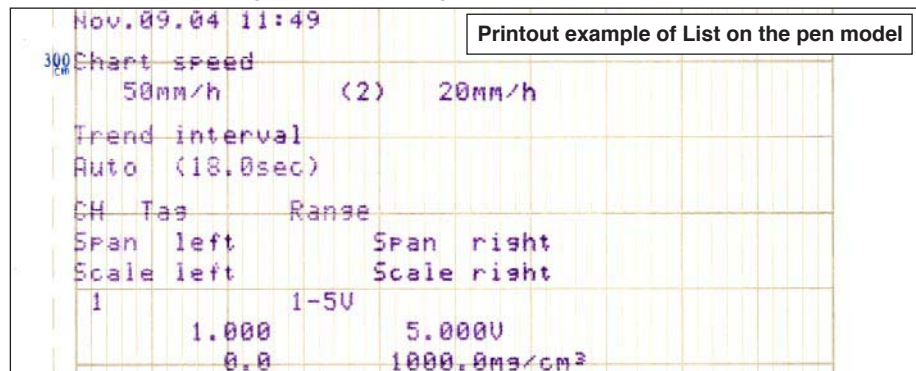 Nov.09.04 11:49
Printout example of List on the pen model
300 cm
Chart speed
50mm/h (2) 20mm/h
Trend interval
Auto (18.0sec)
CH Tag Range
Span left Span right
Scale left Scale right
1 1-5V
1.000 5.000V
0.0 1000.0mg/cm³